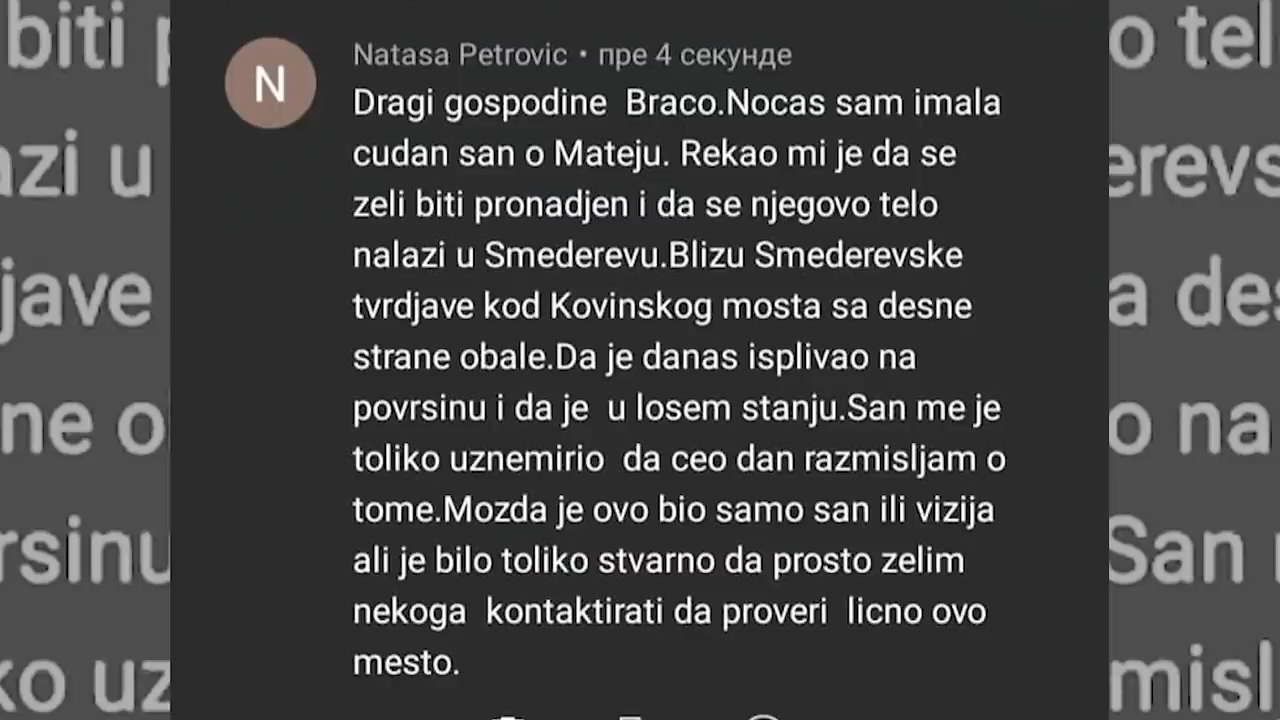 N
Natasa Petrovic • пре 4 секунде
Dragi gospodine  Braco.Nocas sam imala
cudan san o Mateju. Rekao mi je da se
zeli biti pronadjen i da se njegovo telo
nalazi u Smederevu.Blizu Smederevske
tvrdjave kod Kovinskog mosta sa desne
strane obale.Da je danas isplivao na
povrsinu i da je  u losem stanju.San me je
toliko uznemirio  da ceo dan razmisljam o
tome.Mozda je ovo bio samo san ili vizija
ali je bilo toliko stvarno da prosto zelim
nekoga  kontaktirati da proveri  licno ovo
mesto.